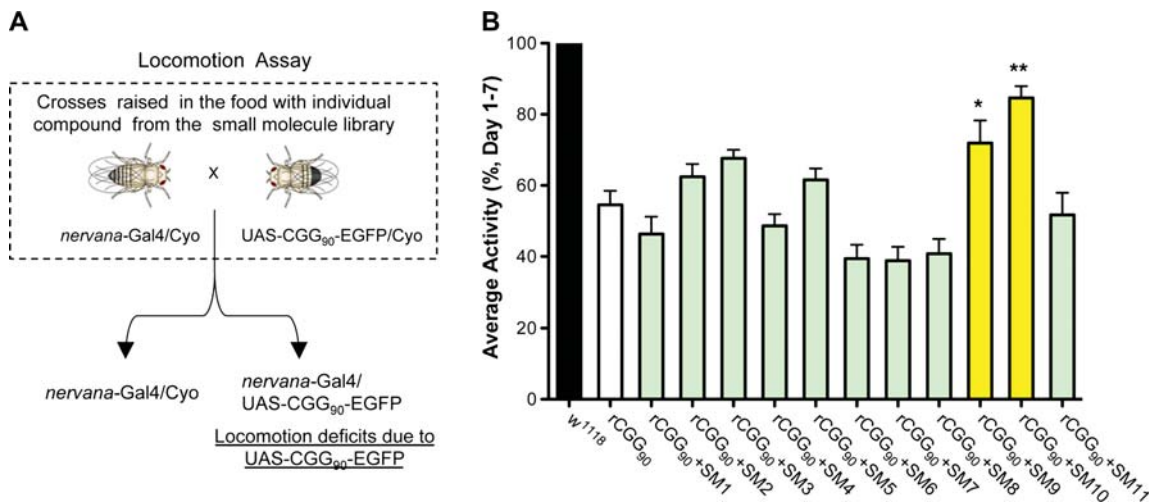 A
Locomotion Assay
Crosses raised in the food with individual
compound from the small molecule library
x
nervana-Gal4/Cyo
UAS-CGG₉₀-EGFP/Cyo
nervana-Gal4/Cyo
nervana-Gal4/
UAS-CGG₉₀-EGFP
Locomotion deficits due to
UAS-CGG₉₀-EGFP
B
Average Activity (%, Day 1-7)
100
80
60
40
20
0
*
**
w¹¹¹⁸
rCGG₉₀
rCGG₉₀+SM1
rCGG₉₀+SM2
rCGG₉₀+SM3
rCGG₉₀+SM4
rCGG₉₀+SM5
rCGG₉₀+SM6
rCGG₉₀+SM7
rCGG₉₀+SM8
rCGG₉₀+SM9
rCGG₉₀+SM10
rCGG₉₀+SM11